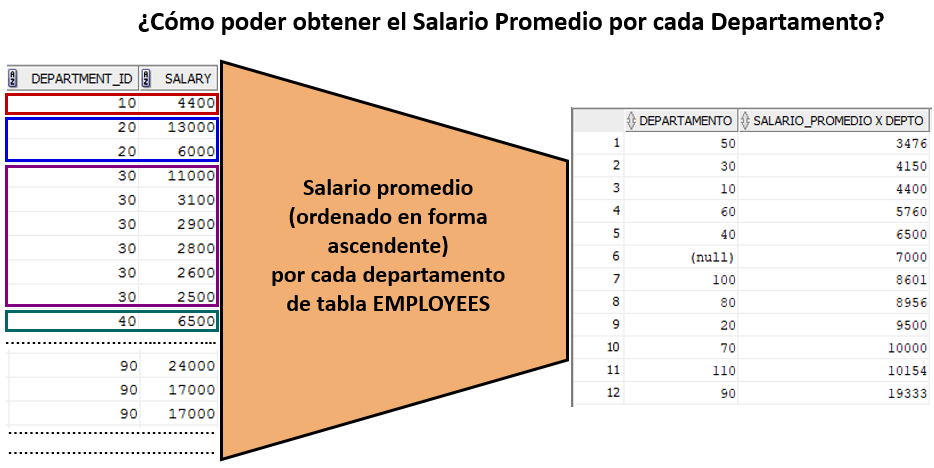 ¿Cómo poder obtener el Salario Promedio por cada Departamento?
DEPARTMENT_ID SALARY
10 4400
20 13000
20 6000
30 11000
30 3100
30 2900
30 2800
30 2600
30 2500
40 6500
90 24000
90 17000
90 17000
Salario promedio
(ordenado en forma
ascendente)
por cada departamento
de tabla EMPLOYEES
DEPARTAMENTO SALARIO_PROMEDIO X DEPTO
1 50 3476
2 30 4150
3 10 4400
4 60 5760
5 40 6500
6 (null) 7000
7 100 8601
8 80 8956
9 20 9500
10 70 10000
11 110 10154
12 90 19333